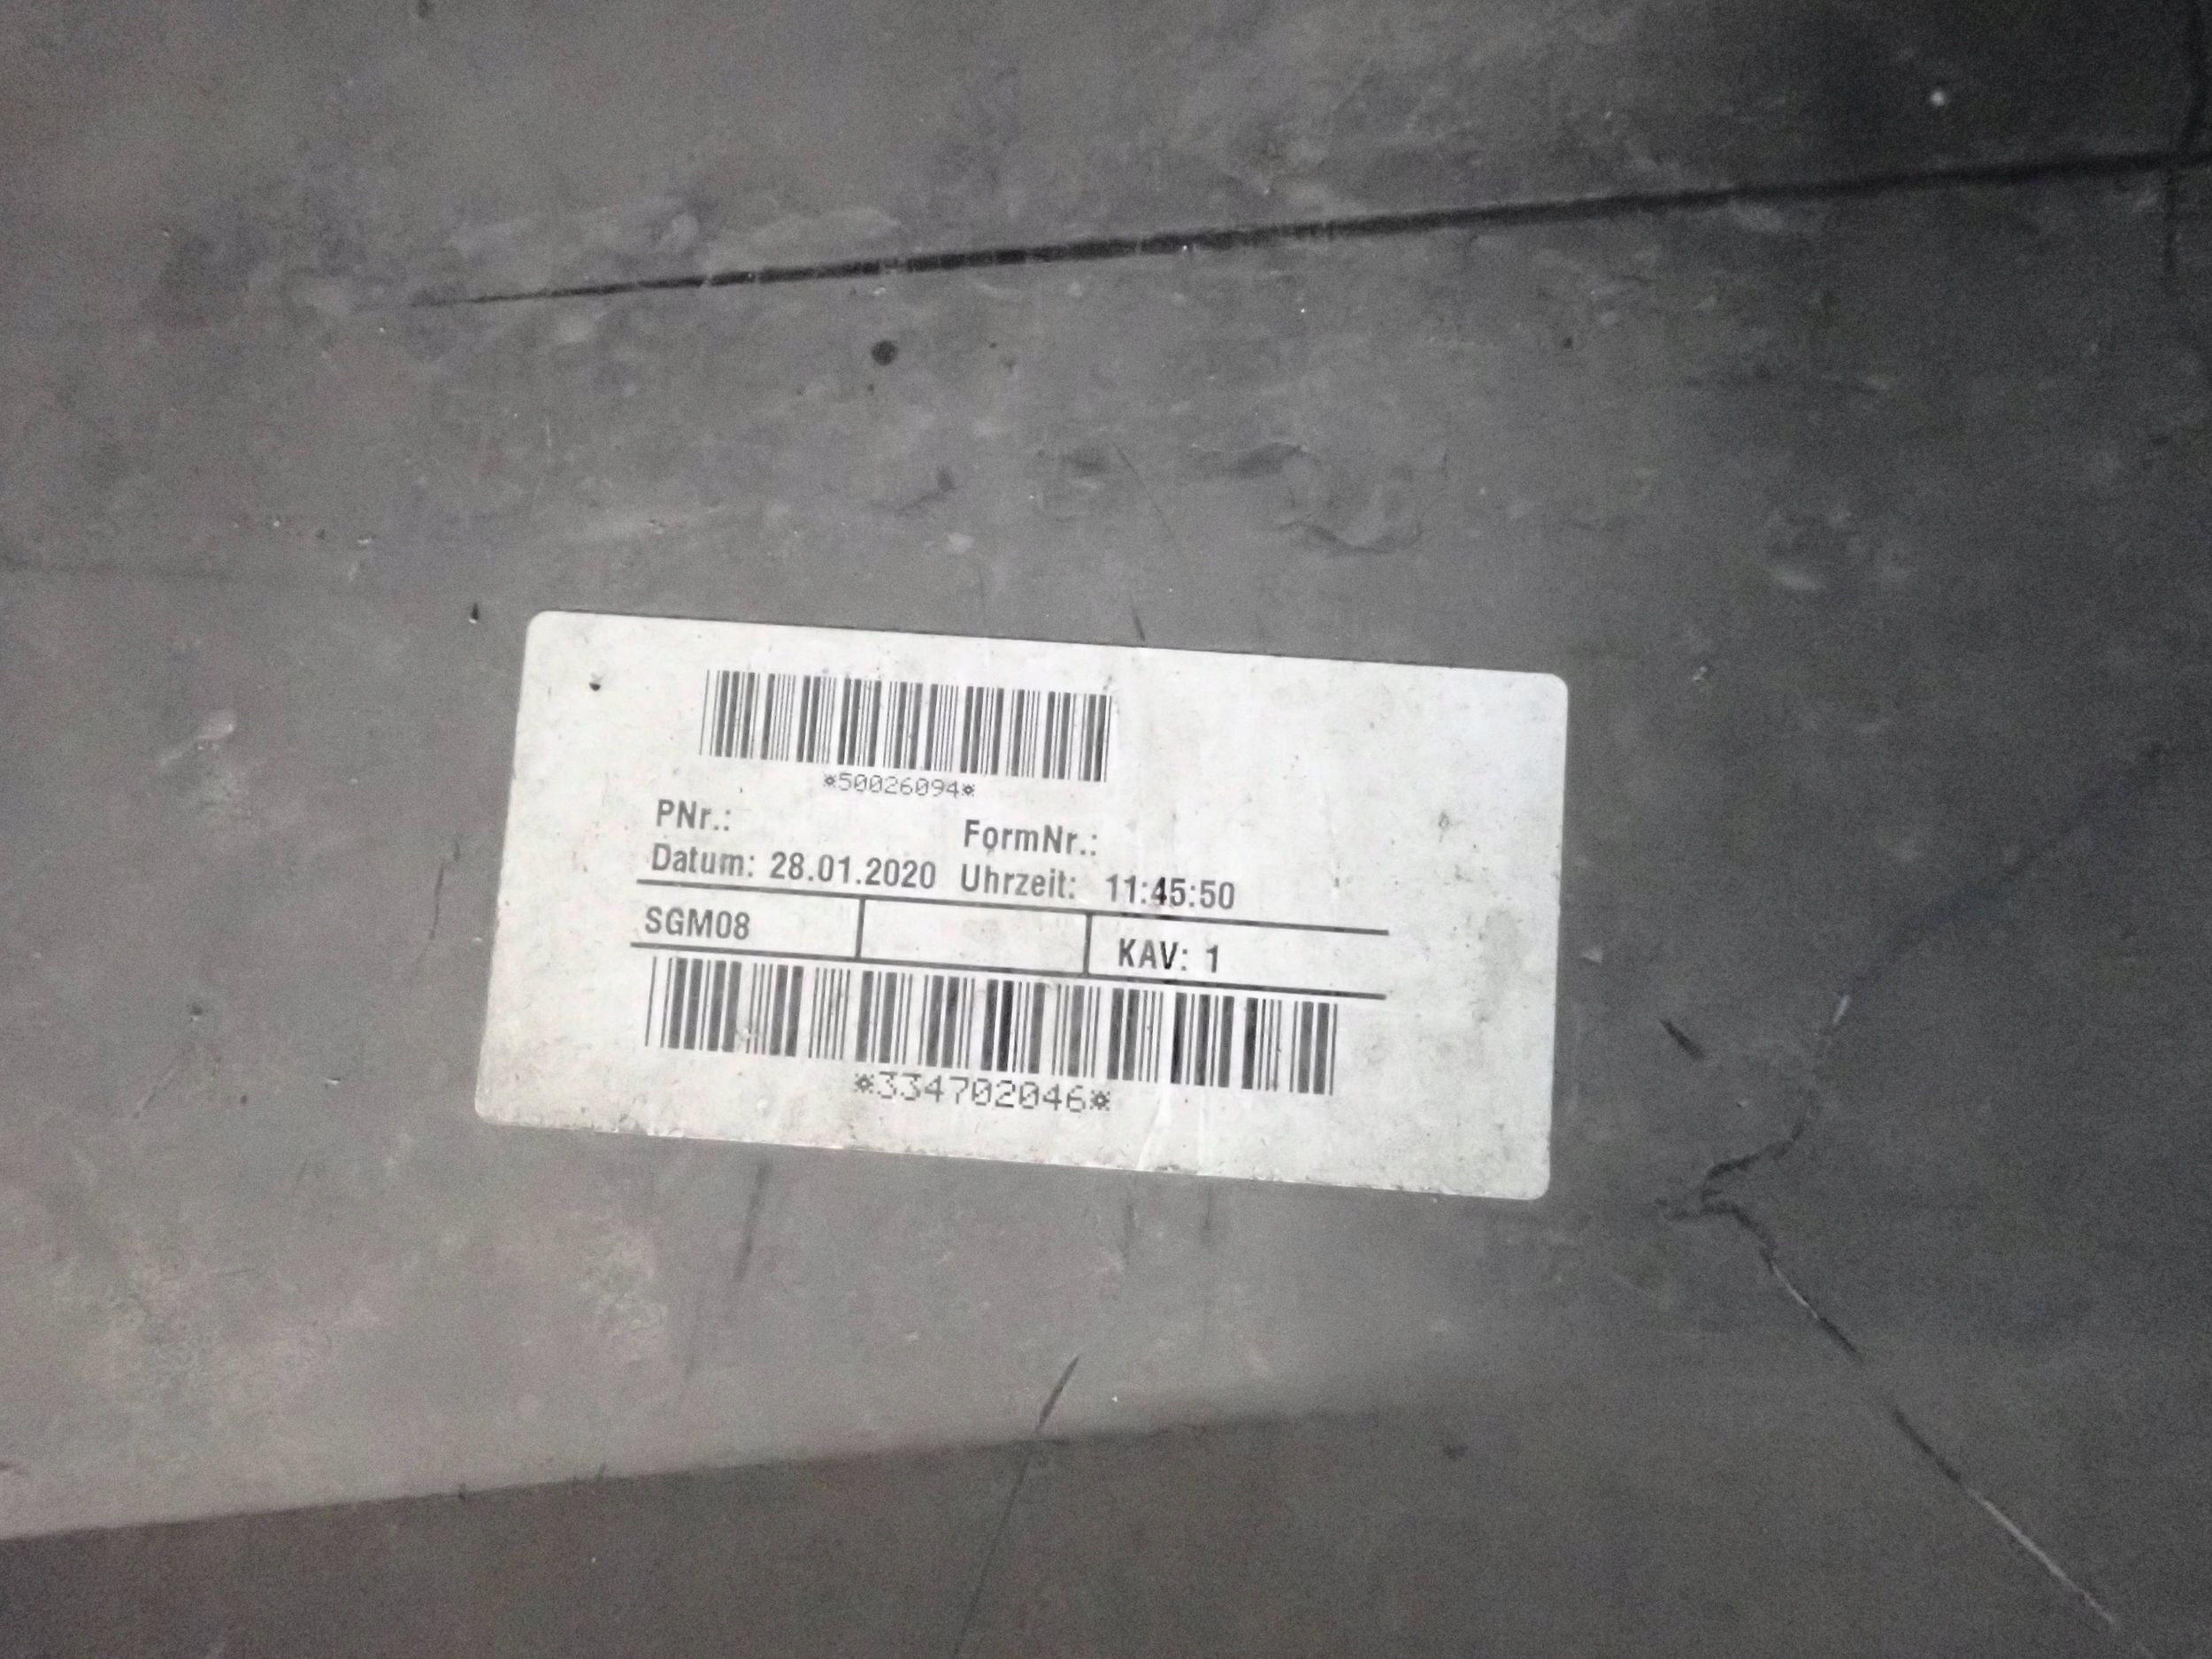 *50026094*
PNr.: FormNr.:
Datum: 28.01.2020 Uhrzeit: 11:45:50
SGM08 KAV: 1
*334702046*